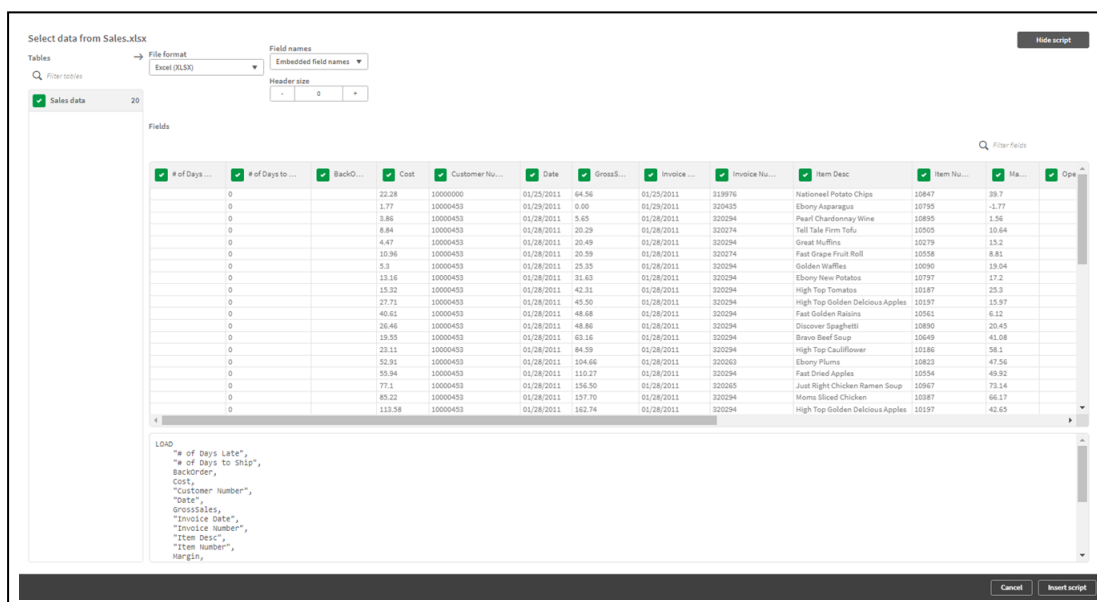 Select data from Sales.xlsx
Hide script
Tables
File format
Field names
Filter tables
Excel (XLSX)
Embedded field names
Header size
- 0 +
Sales data 20
Fields
Filter fields
# of Days ... # of Days to ... BackO... Cost Customer Nu... Date GrossS... Invoice ... Invoice Nu... Item Desc Item Nu... Ma... Ope
0 22.28 10000000 01/25/2011 64.56 01/25/2011 319976 Nationeel Potato Chips 10847 39.7
0 1.77 10000453 01/29/2011 0.00 01/29/2011 320435 Ebony Asparagus 10795 -1.77
0 3.86 10000453 01/28/2011 5.65 01/28/2011 320294 Pearl Chardonnay Wine 10895 1.56
0 8.84 10000453 01/28/2011 20.29 01/28/2011 320274 Tell Tale Firm Tofu 10505 10.64
0 4.47 10000453 01/28/2011 20.49 01/28/2011 320294 Great Muffins 10279 15.2
0 10.96 10000453 01/28/2011 20.59 01/28/2011 320274 Fast Grape Fruit Roll 10558 8.81
0 5.3 10000453 01/28/2011 25.35 01/28/2011 320294 Golden Waffles 10090 19.04
0 13.16 10000453 01/28/2011 31.63 01/28/2011 320294 Ebony New Potatos 10797 17.2
0 15.32 10000453 01/28/2011 42.31 01/28/2011 320294 High Top Tomatos 10187 25.3
0 27.71 10000453 01/28/2011 45.50 01/28/2011 320294 High Top Golden Delcious Apples 10197 15.97
0 40.61 10000453 01/28/2011 48.68 01/28/2011 320294 Fast Golden Raisins 10561 6.12
0 26.46 10000453 01/28/2011 48.86 01/28/2011 320294 Discover Spaghetti 10890 20.45
0 19.55 10000453 01/28/2011 63.16 01/28/2011 320294 Bravo Beef Soup 10649 41.08
0 23.11 10000453 01/28/2011 84.59 01/28/2011 320294 High Top Cauliflower 10186 58.1
0 52.91 10000453 01/28/2011 104.66 01/28/2011 320263 Ebony Plums 10823 47.56
0 55.94 10000453 01/28/2011 110.27 01/28/2011 320294 Fast Dried Apples 10554 49.92
0 77.1 10000453 01/28/2011 156.50 01/28/2011 320265 Just Right Chicken Ramen Soup 10967 73.14
0 85.22 10000453 01/28/2011 157.70 01/28/2011 320294 Moms Sliced Chicken 10387 66.17
0 113.58 10000453 01/28/2011 162.74 01/28/2011 320294 High Top Golden Delcious Apples 10197 42.65
LOAD
"# of Days Late",
"# of Days to Ship",
BackOrder,
Cost,
"Customer Number",
"Date",
GrossSales,
"Invoice Date",
"Invoice Number",
"Item Desc",
"Item Number",
Margin,
Cancel
Insert script